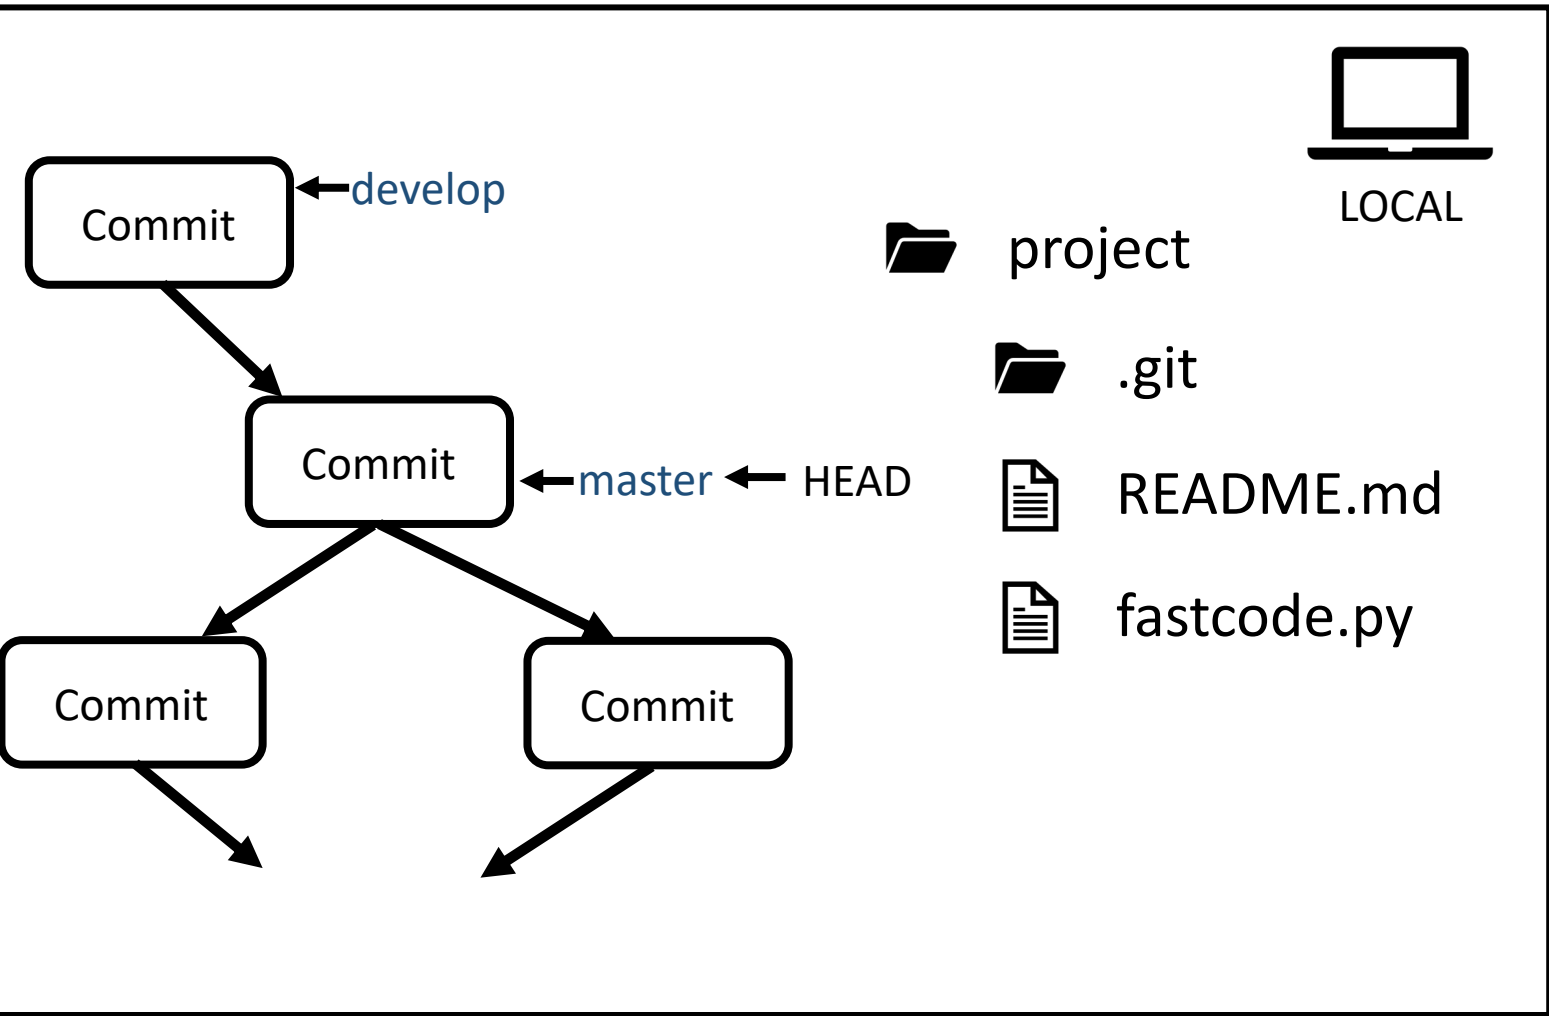 Commit
develop
Commit
master
HEAD
Commit
Commit
LOCAL
project
.git
README.md
fastcode.py